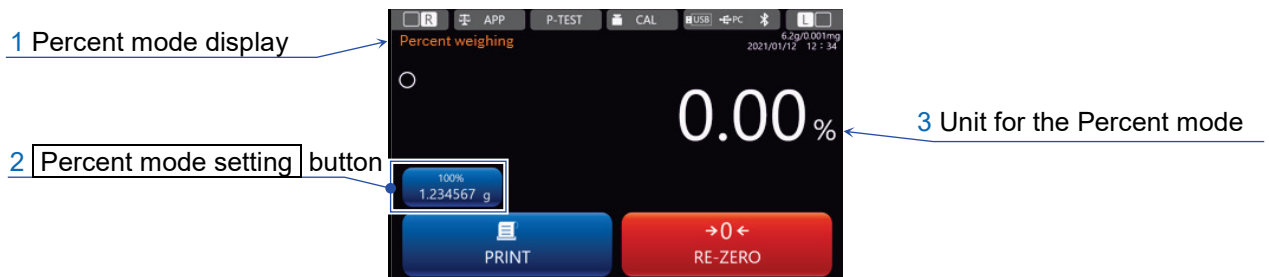 R APP P-TEST CAL USB PC L
1 Percent mode display
Percent weighing
6.2g/0.001mg
2021/01/12 12:34
0.00 %
3 Unit for the Percent mode
2 Percent mode setting button
100%
1.234567 g
→0←
PRINT RE-ZERO